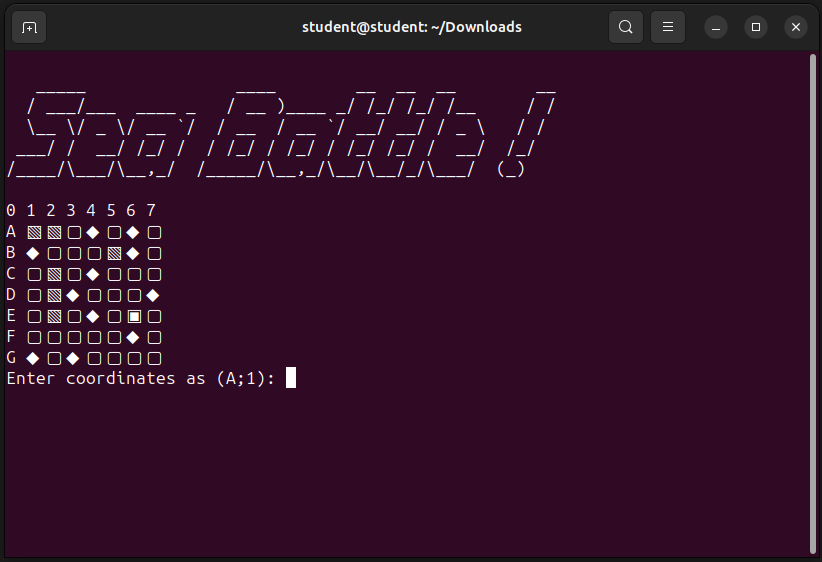 student@student: ~/Downloads
Sea Battle !
0 1 2 3 4 5 6 7
A ▧ ▧ ▢ ◆ ▢ ◆ ▢
B ◆ ▢ ▢ ▢ ▧ ◆ ▢
C ▢ ▧ ▢ ◆ ▢ ▢ ▢
D ▢ ▧ ◆ ▢ ▢ ▢ ◆
E ▢ ▧ ▢ ◆ ▢ ▣ ▢
F ▢ ▢ ▢ ▢ ▢ ◆ ▢
G ◆ ▢ ◆ ▢ ▢ ▢ ▢
Enter coordinates as (A;1):